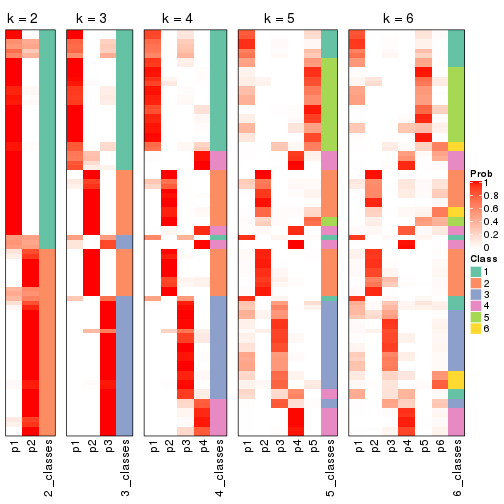 k = 2
k = 3
k = 4
k = 5
k = 6
p1
p2
2_classes
p1
p2
p3
3_classes
p1
p2
p3
p4
4_classes
p1
p2
p3
p4
p5
5_classes
p1
p2
p3
p4
p5
p6
6_classes
Prob
1
0.8
0.6
0.4
0.2
0
Class
1
2
3
4
5
6